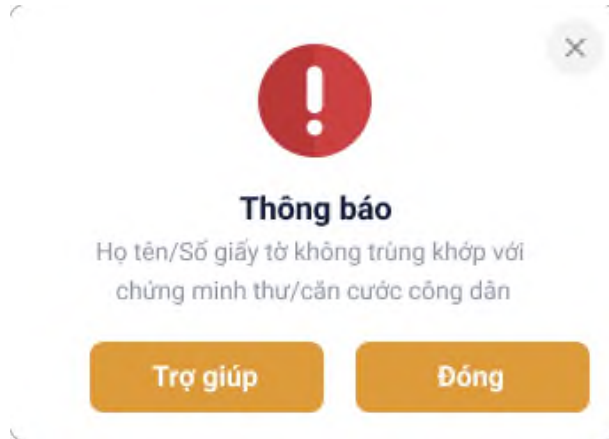 Thông báo
Họ tên/Số giấy tờ không trùng khớp với
chứng minh thư/căn cước công dân
Trợ giúp
Đóng